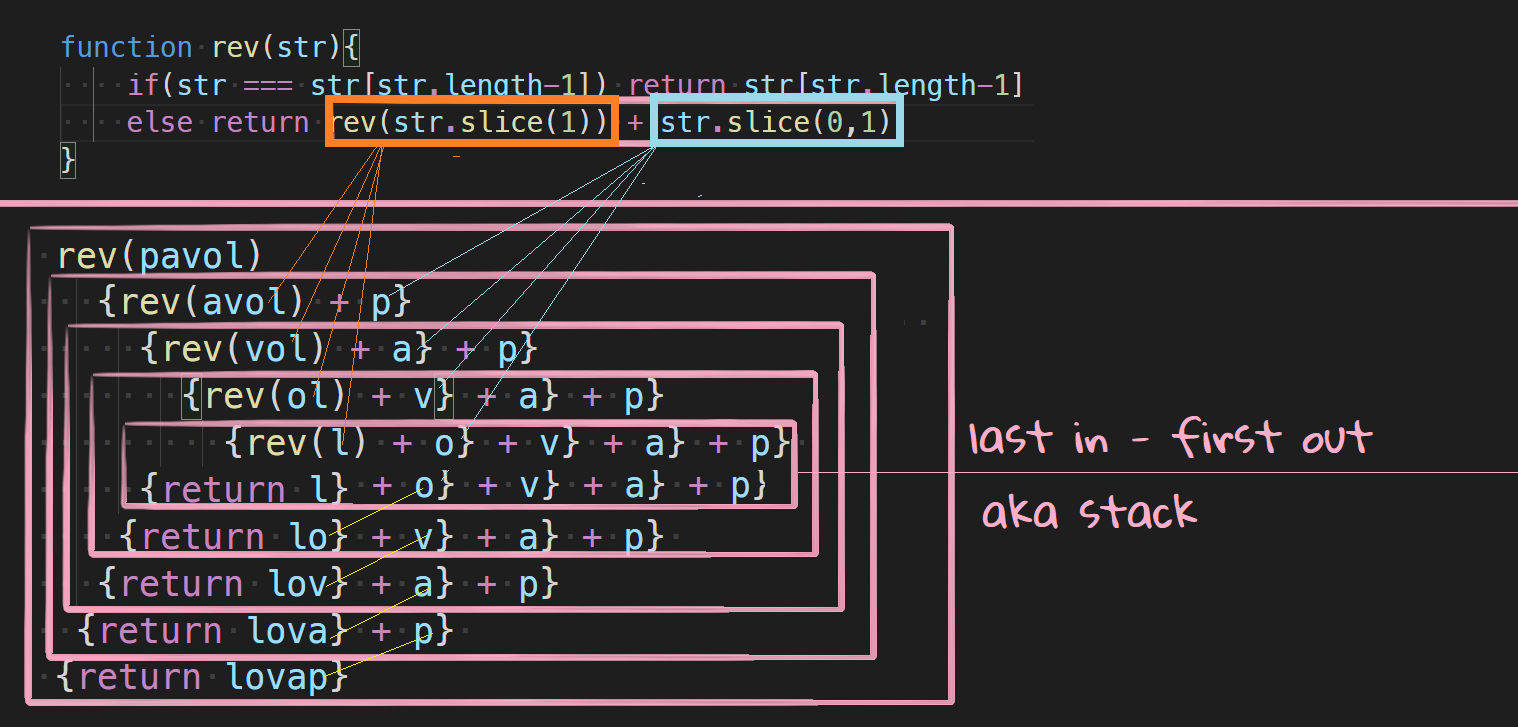 function rev(str){
if(str === str[str.length-1]) return str[str.length-1]
else return rev(str.slice(1)) + str.slice(0,1)
}
rev(pavol)
{rev(avol) + p}
{rev(vol) + a} + p}
{rev(ol) + v} + a} + p}
{rev(l) + o} + v} + a} + p}
{return l} + o} + v} + a} + p}
{return lo} + v} + a} + p}
{return lov} + a} + p}
{return lova} + p}
{return lovap}
last in - first out
aka stack